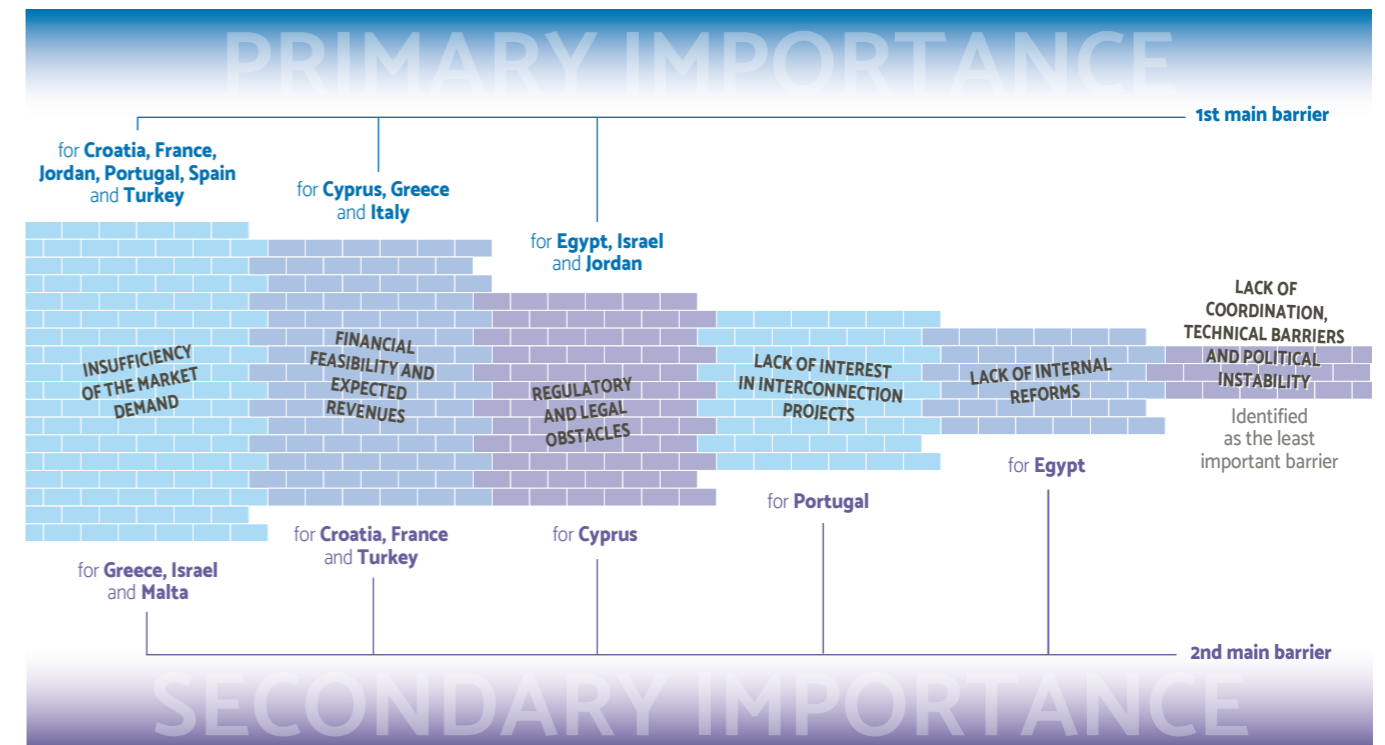 PRIMARY IMPORTANCE
1st main barrier
for Croatia, France,
Jordan, Portugal, Spain
and Turkey
for Cyprus, Greece
and Italy
for Egypt, Israel
and Jordan
INSUFFICIENCY
OF THE MARKET
DEMAND
FINANCIAL
FEASIBILITY AND
EXPECTED
REVENUES
REGULATORY
AND LEGAL
OBSTACLES
LACK OF INTEREST
IN INTERCONNECTION
PROJECTS
LACK OF INTERNAL
REFORMS
LACK OF
COORDINATION,
TECHNICAL BARRIERS
AND POLITICAL
INSTABILITY
Identified
as the least
important barrier
for Greece, Israel
and Malta
for Croatia, France
and Turkey
for Cyprus
for Portugal
for Egypt
2nd main barrier
SECONDARY IMPORTANCE